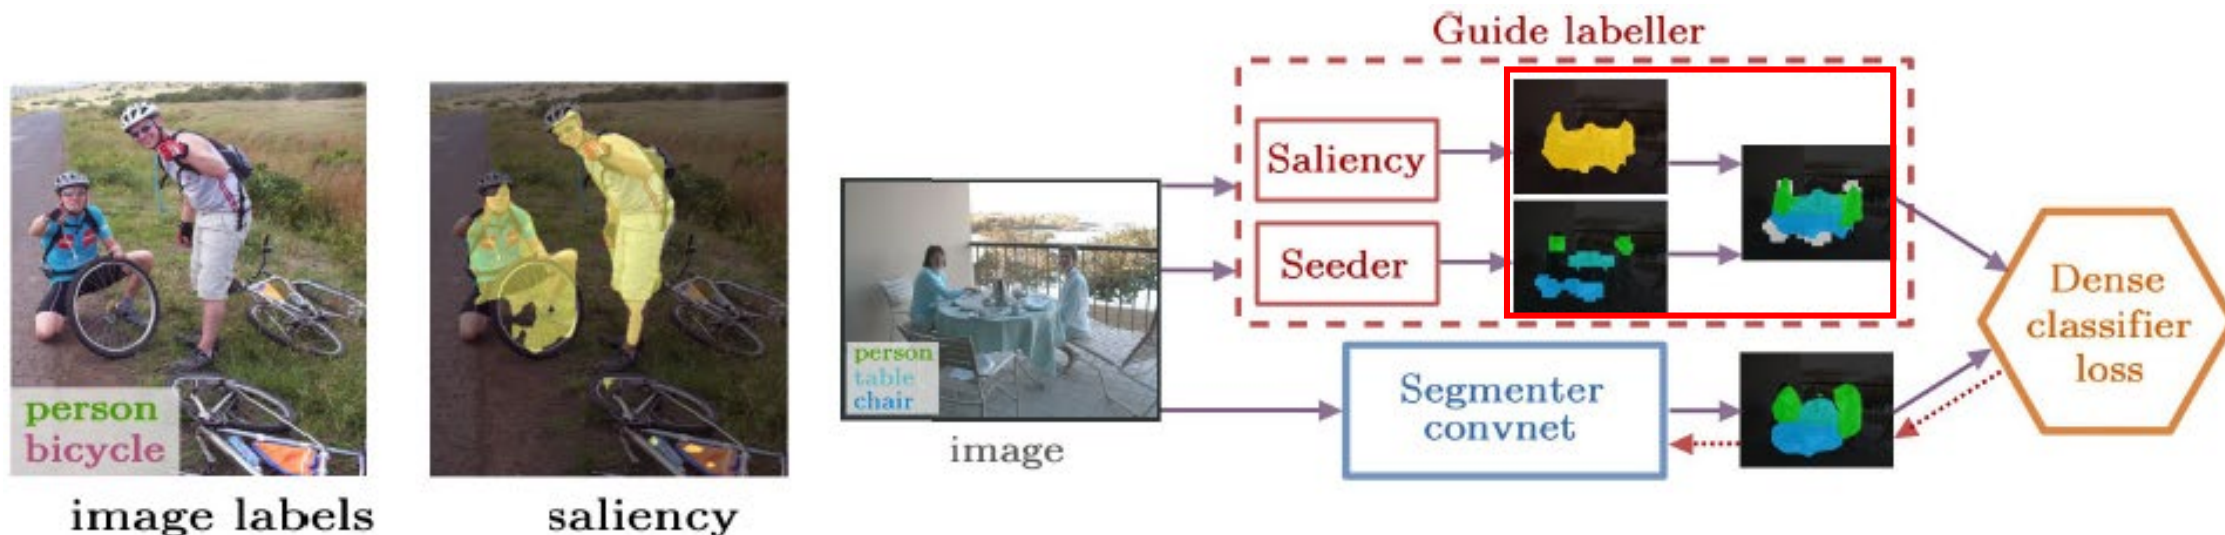 person
bicycle
image labels
saliency
person
table
chair
image
Guide labeller
Saliency
Seeder
Segmenter
convnet
Dense
classifier
loss